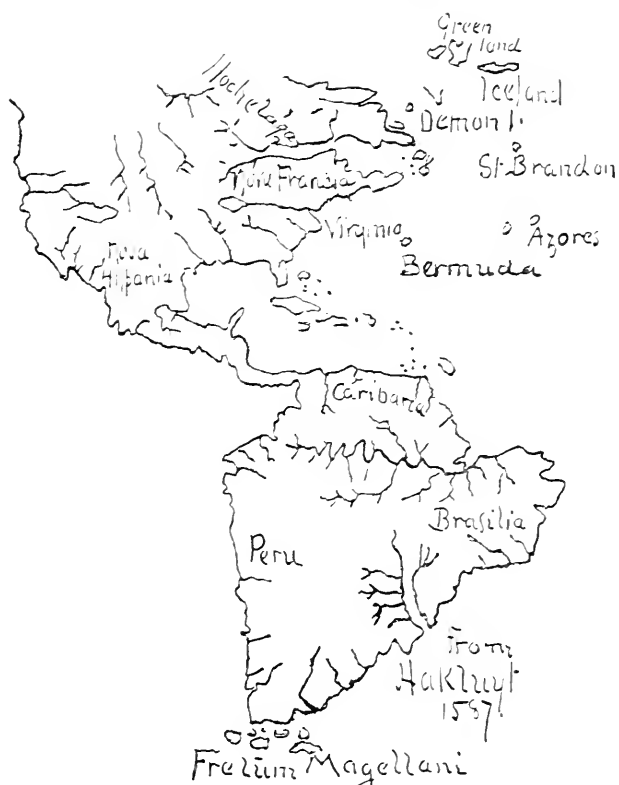 Green
land
Iceland
Hochelaga
Demoni
St. Brandon
Nova Francia
Virginia
Azores
Bermuda
Nova
Hispania
Caribana
Brasilia
Peru
From
Hakluyt
1587
Fretum Magellani